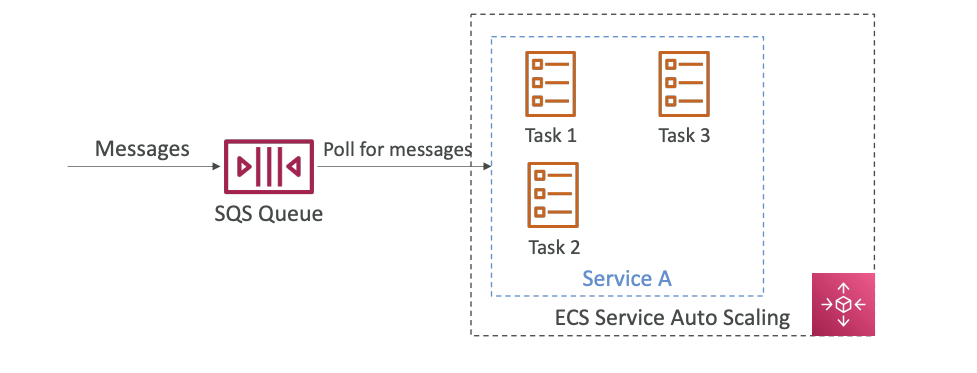 Messages
SQS Queue
Poll for messages
Task 1
Task 3
Task 2
Service A
ECS Service Auto Scaling